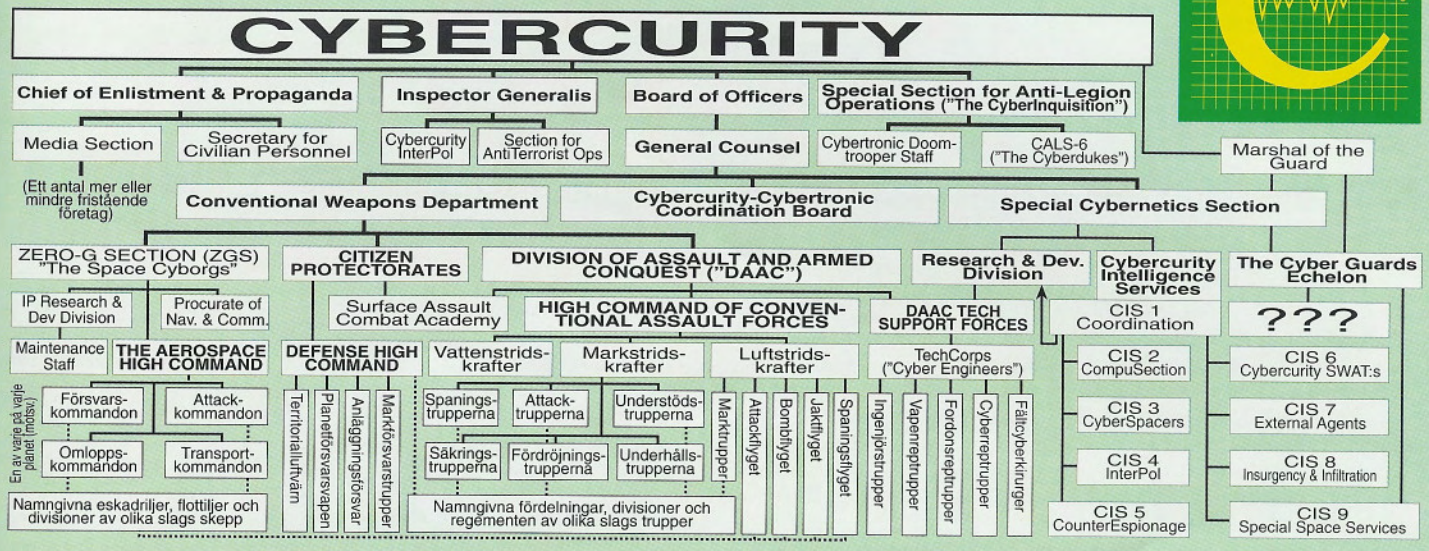 CYBERCURITY
Chief of Enlistment & Propaganda
Inspector Generalis
Board of Officers
Special Section for Anti-Legion
Operations ("The CyberInquisition")
Media Section
Secretary for
Civilian Personnel
Cybercurity
InterPol
Section for
AntiTerrorist Ops
General Counsel
Cybertronic Doom-
trooper Staff
CALS-6
("The Cyberdukes")
Marshal of the
Guard
(Ett antal mer eller
mindre fristående
företag)
Conventional Weapons Department
Cybercurity-Cybertronic
Coordination Board
Special Cybernetics Section
ZERO-G SECTION (ZGS)
"The Space Cyborgs"
CITIZEN
PROTECTORATES
DIVISION OF ASSAULT AND ARMED
CONQUEST ("DAAC")
Research & Dev.
Division
Cybercurity
Intelligence
Services
The Cyber Guards
Echelon
IP Research &
Dev Division
Procurate of
Nav. & Comm.
Surface Assault
Combat Academy
HIGH COMMAND OF CONVEN-
TIONAL ASSAULT FORCES
DAAC TECH
SUPPORT FORCES
CIS 1
Coordination
???
Maintenance
Staff
THE AEROSPACE
HIGH COMMAND
DEFENSE HIGH
COMMAND
Vattenstrids-
krafter
Markstrids-
krafter
Luftstrids-
krafter
TechCorps
("Cyber Engineers")
CIS 2
CompuSection
CIS 6
Cybercurity SWAT:s
En av varje på varje
planet (motsv.)
Försvars-
kommandon
Attack-
kommandon
Omlopps-
kommandon
Transport-
kommandon
Territorialluftvärn
Planetförsvarsvapen
Anläggningsförsvar
Markförsvarstrupper
Spanings-
trupperna
Attack-
trupperna
Understöds-
trupperna
Säkrings-
trupperna
Fördröjnings-
trupperna
Underhålls-
trupperna
Marktrupper
Attackflyget
Bombflyget
Jaktflyget
Spaningsflyget
Ingenjörstrupper
Vapenreptrupper
Fordonsreptrupper
Cyberreptrupper
Fältcyberkirurger
CIS 3
CyberSpacers
CIS 7
External Agents
CIS 4
InterPol
CIS 8
Insurgency & Infiltration
CIS 5
CounterEspionage
CIS 9
Special Space Services
Namngivna eskadriljer, flottiljer och
divisioner av olika slags skepp
Namngivna fördelningar, divisioner och
regementen av olika slags trupper